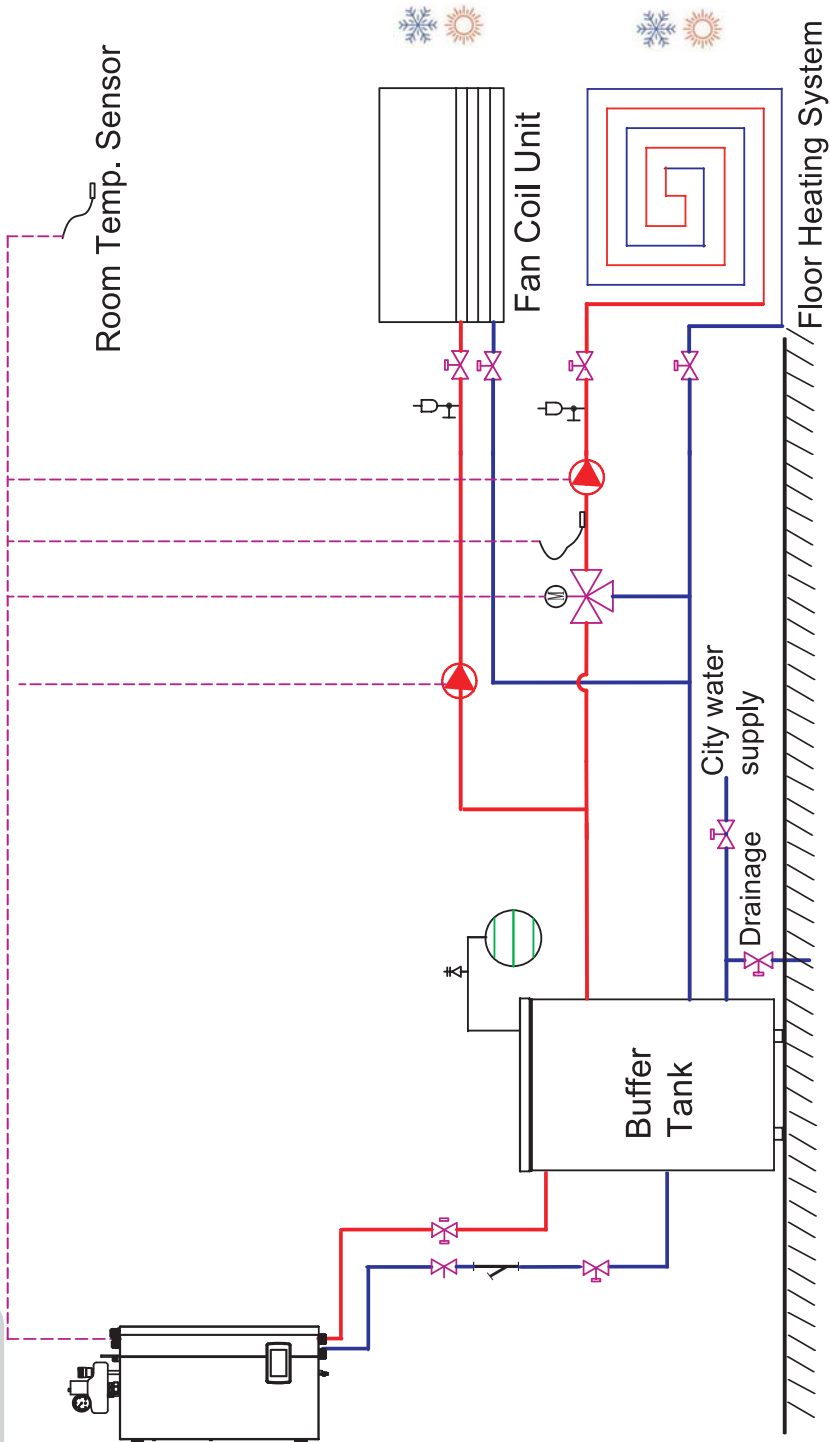 Room Temp. Sensor
Fan Coil Unit
Floor Heating System
City water
supply
Drainage
Buffer
Tank
M